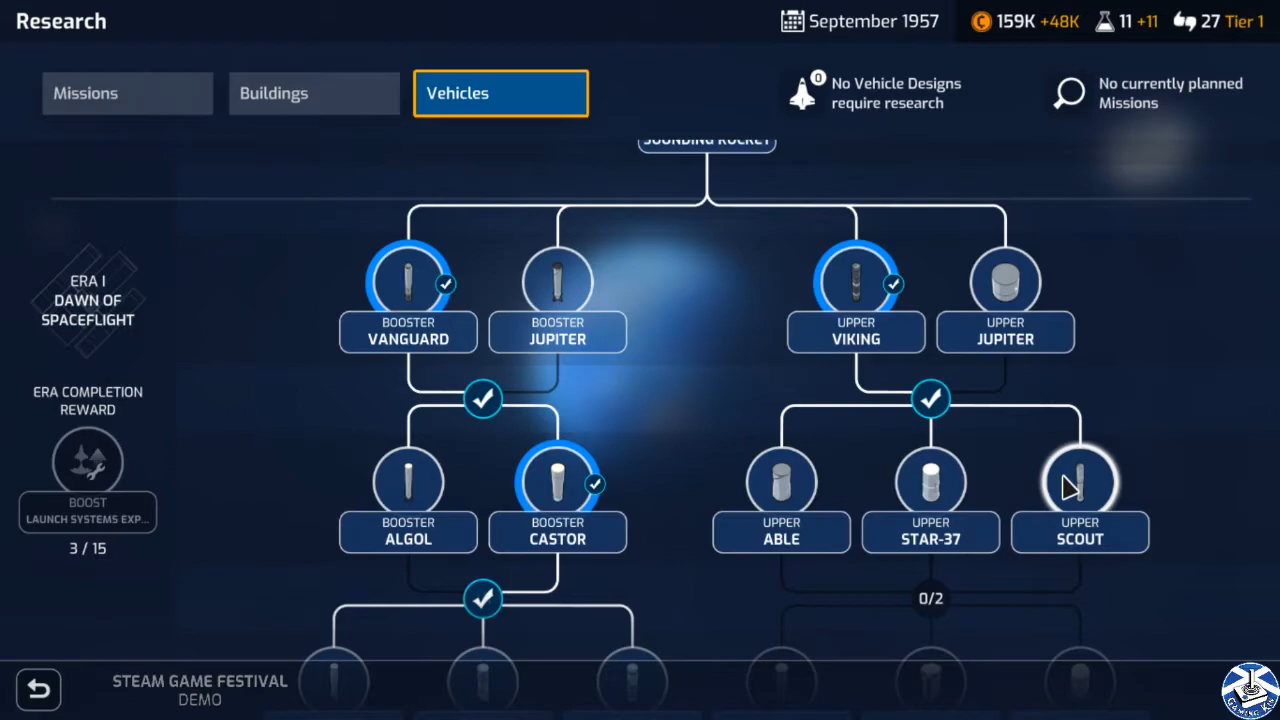 Research
September 1957
159K +48K
11 +11
27 Tier 1
Missions
Buildings
Vehicles
0
No Vehicle Designs
require research
No currently planned
Missions
SOUNDING ROCKET
ERA I
DAWN OF
SPACEFLIGHT
BOOSTER
VANGUARD
BOOSTER
JUPITER
UPPER
VIKING
UPPER
JUPITER
ERA COMPLETION
REWARD
BOOST
LAUNCH SYSTEMS EXP...
3 / 15
BOOSTER
ALGOL
BOOSTER
CASTOR
UPPER
ABLE
UPPER
STAR-37
UPPER
SCOUT
0/2
STEAM GAME FESTIVAL
DEMO